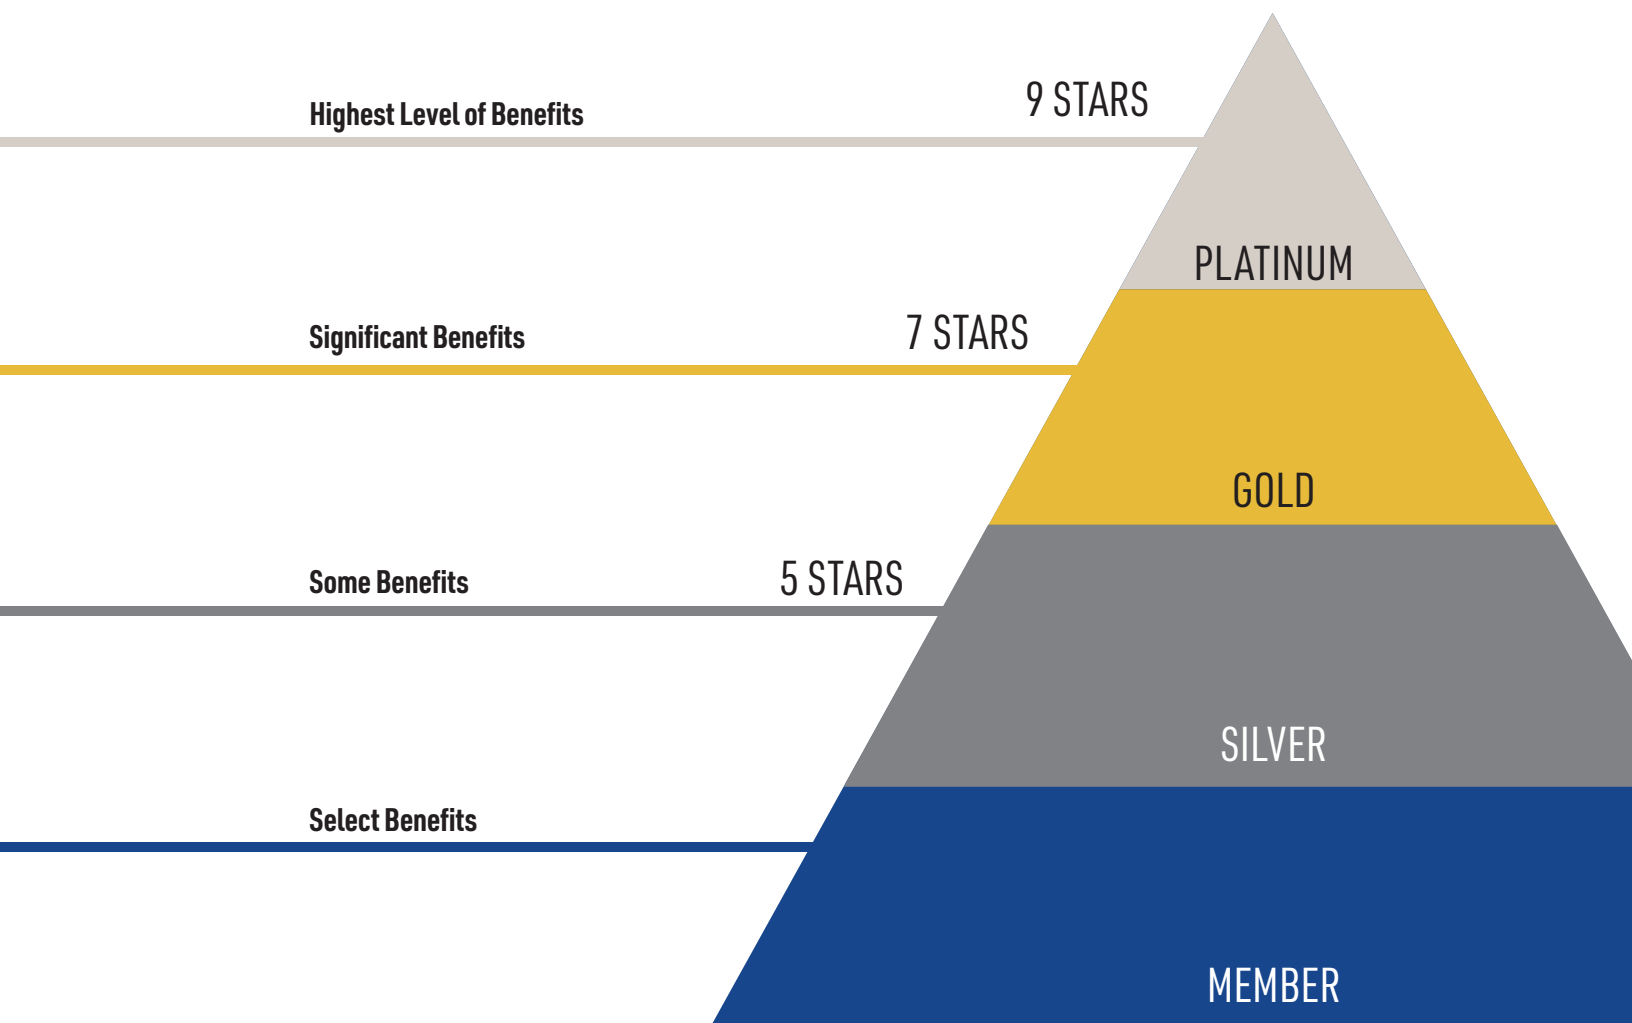 9 STARS
Highest Level of Benefits
PLATINUM
7 STARS
Significant Benefits
GOLD
5 STARS
Some Benefits
SILVER
Select Benefits
MEMBER